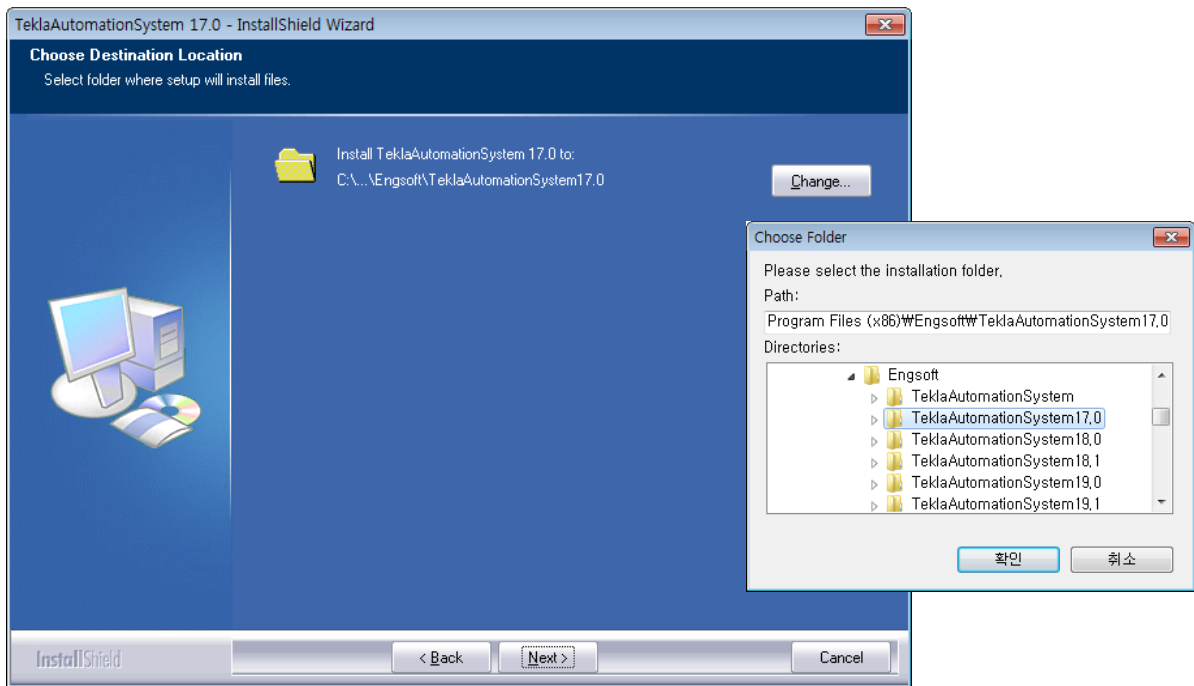 TeklaAutomationSystem 17.0 - InstallShield Wizard
Choose Destination Location
Select folder where setup will install files.
Install TeklaAutomationSystem 17.0 to:
C:\...\Engsoft\TeklaAutomationSystem17.0
Change...
Choose Folder
Please select the installation folder,
Path:
Program Files (x86)₩Engsoft₩TeklaAutomationSystem17,0
Directories:
Engsoft
TeklaAutomationSystem
TeklaAutomationSystem17,0
TeklaAutomationSystem18,0
TeklaAutomationSystem18,1
TeklaAutomationSystem19,0
TeklaAutomationSystem19,1
확인
취소
InstallShield
< Back
Next >
Cancel